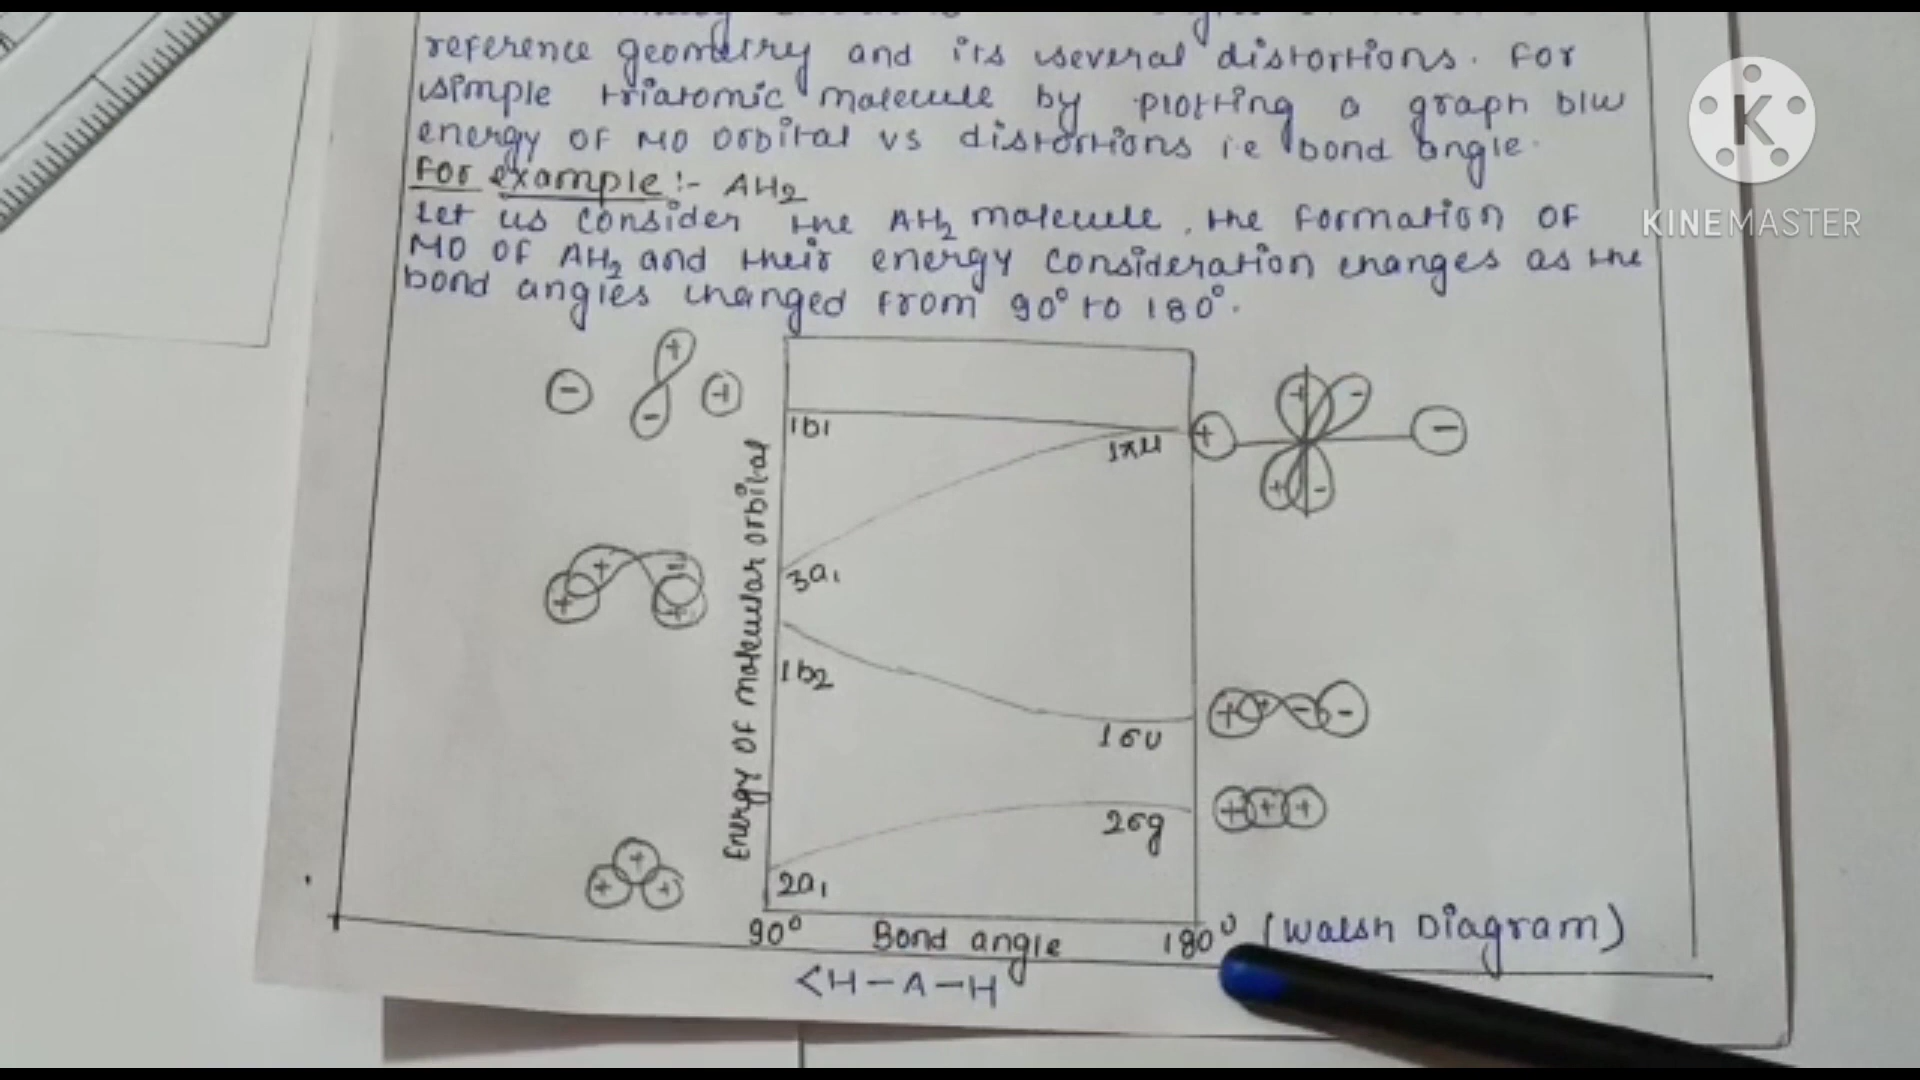 reference geometry and its several distortions. For
simple triatomic molecule by plotting a graph b/w
energy of MO orbital vs distortions i.e bond angle.
For example :- AH2
Let us consider the AH2 molecule, the formation of
MO of AH2 and their energy consideration changes as the
bond angles changed from 90° to 180°.
K
KINEMASTER
Energy of molecular orbital
1b1
1πu
3a1
1b2
1σu
2σg
2a1
90° Bond angle 180° (Walsh Diagram)
<H-A-H
+
-
- +
+ -
+ -
+ -
+ -
+ -
+ +
+ + - -
+ + +
+
+ +